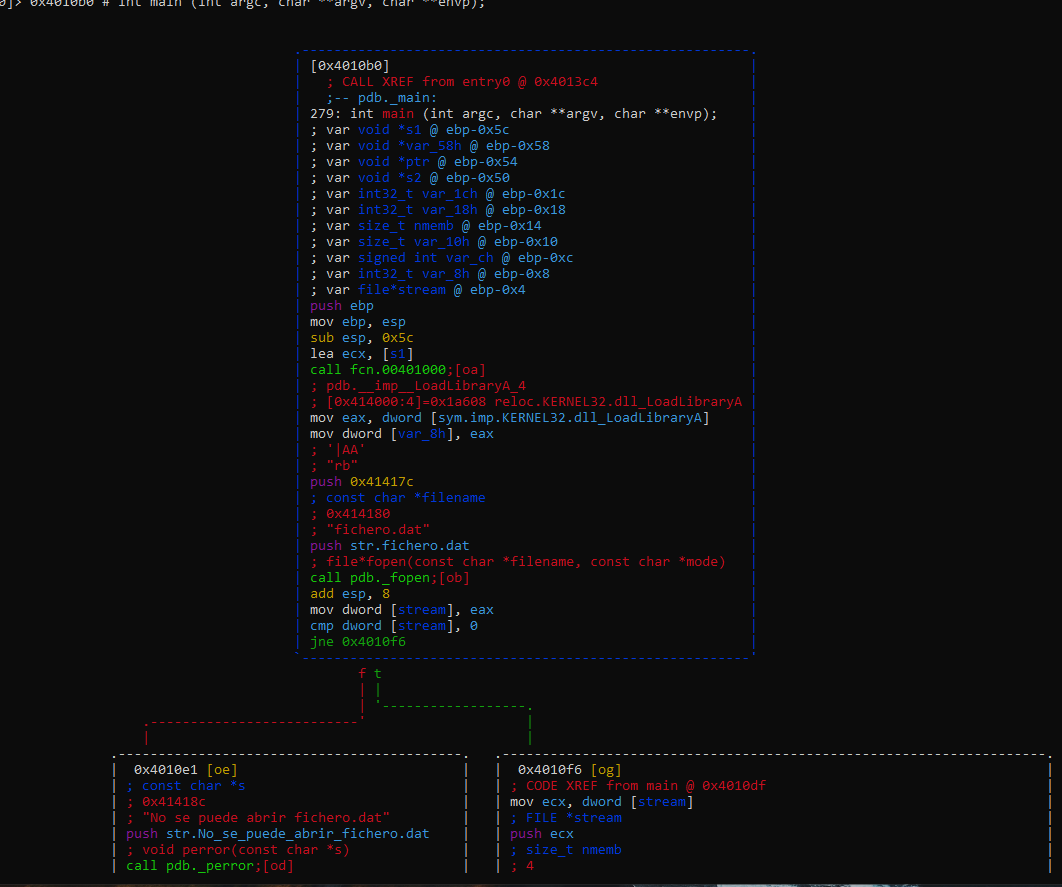 0]> 0x4010b0 # int main (int argc, char **argv, char **envp);
[0x4010b0]
; CALL XREF from entry0 @ 0x4013c4
;-- pdb._main:
279: int main (int argc, char **argv, char **envp);
; var void *s1 @ ebp-0x5c
; var void *var_58h @ ebp-0x58
; var void *ptr @ ebp-0x54
; var void *s2 @ ebp-0x50
; var int32_t var_1ch @ ebp-0x1c
; var int32_t var_18h @ ebp-0x18
; var size_t nmemb @ ebp-0x14
; var size_t var_10h @ ebp-0x10
; var signed int var_ch @ ebp-0xc
; var int32_t var_8h @ ebp-0x8
; var file*stream @ ebp-0x4
push ebp
mov ebp, esp
sub esp, 0x5c
lea ecx, [s1]
call fcn.00401000;[oa]
; pdb.__imp__LoadLibraryA_4
; [0x414000:4]=0x1a608 reloc.KERNEL32.dll_LoadLibraryA
mov eax, dword [sym.imp.KERNEL32.dll_LoadLibraryA]
mov dword [var_8h], eax
; '|AA'
; "rb"
push 0x41417c
; const char *filename
; 0x414180
; "fichero.dat"
push str.fichero.dat
; file*fopen(const char *filename, const char *mode)
call pdb._fopen;[ob]
add esp, 8
mov dword [stream], eax
cmp dword [stream], 0
jne 0x4010f6
f t
0x4010e1 [oe]
; const char *s
; 0x41418c
; "No se puede abrir fichero.dat"
push str.No_se_puede_abrir_fichero.dat
; void perror(const char *s)
call pdb._perror;[od]
0x4010f6 [og]
; CODE XREF from main @ 0x4010df
mov ecx, dword [stream]
; FILE *stream
push ecx
; size_t nmemb
; 4